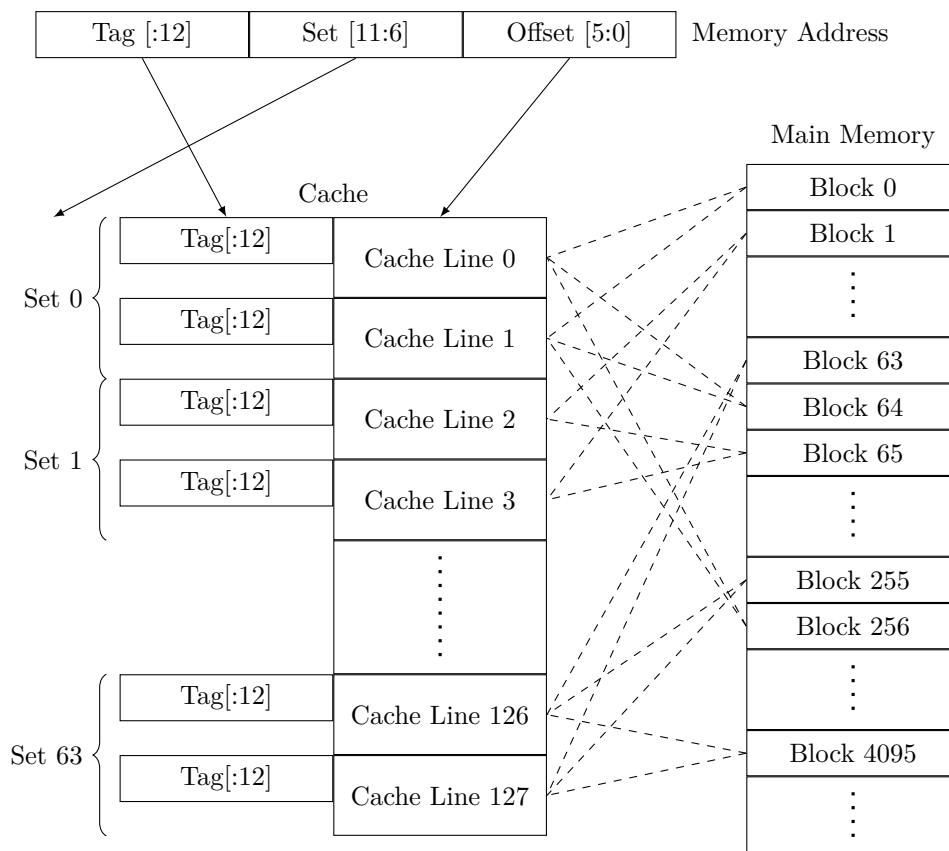 Tag [:12] Set [11:6] Offset [5:0] Memory Address
Main Memory
Cache
Set 0
Tag[:12]
Cache Line 0
Tag[:12]
Cache Line 1
Set 1
Tag[:12]
Cache Line 2
Tag[:12]
Cache Line 3
Set 63
Tag[:12]
Cache Line 126
Tag[:12]
Cache Line 127
Block 0
Block 1
Block 63
Block 64
Block 65
Block 255
Block 256
Block 4095